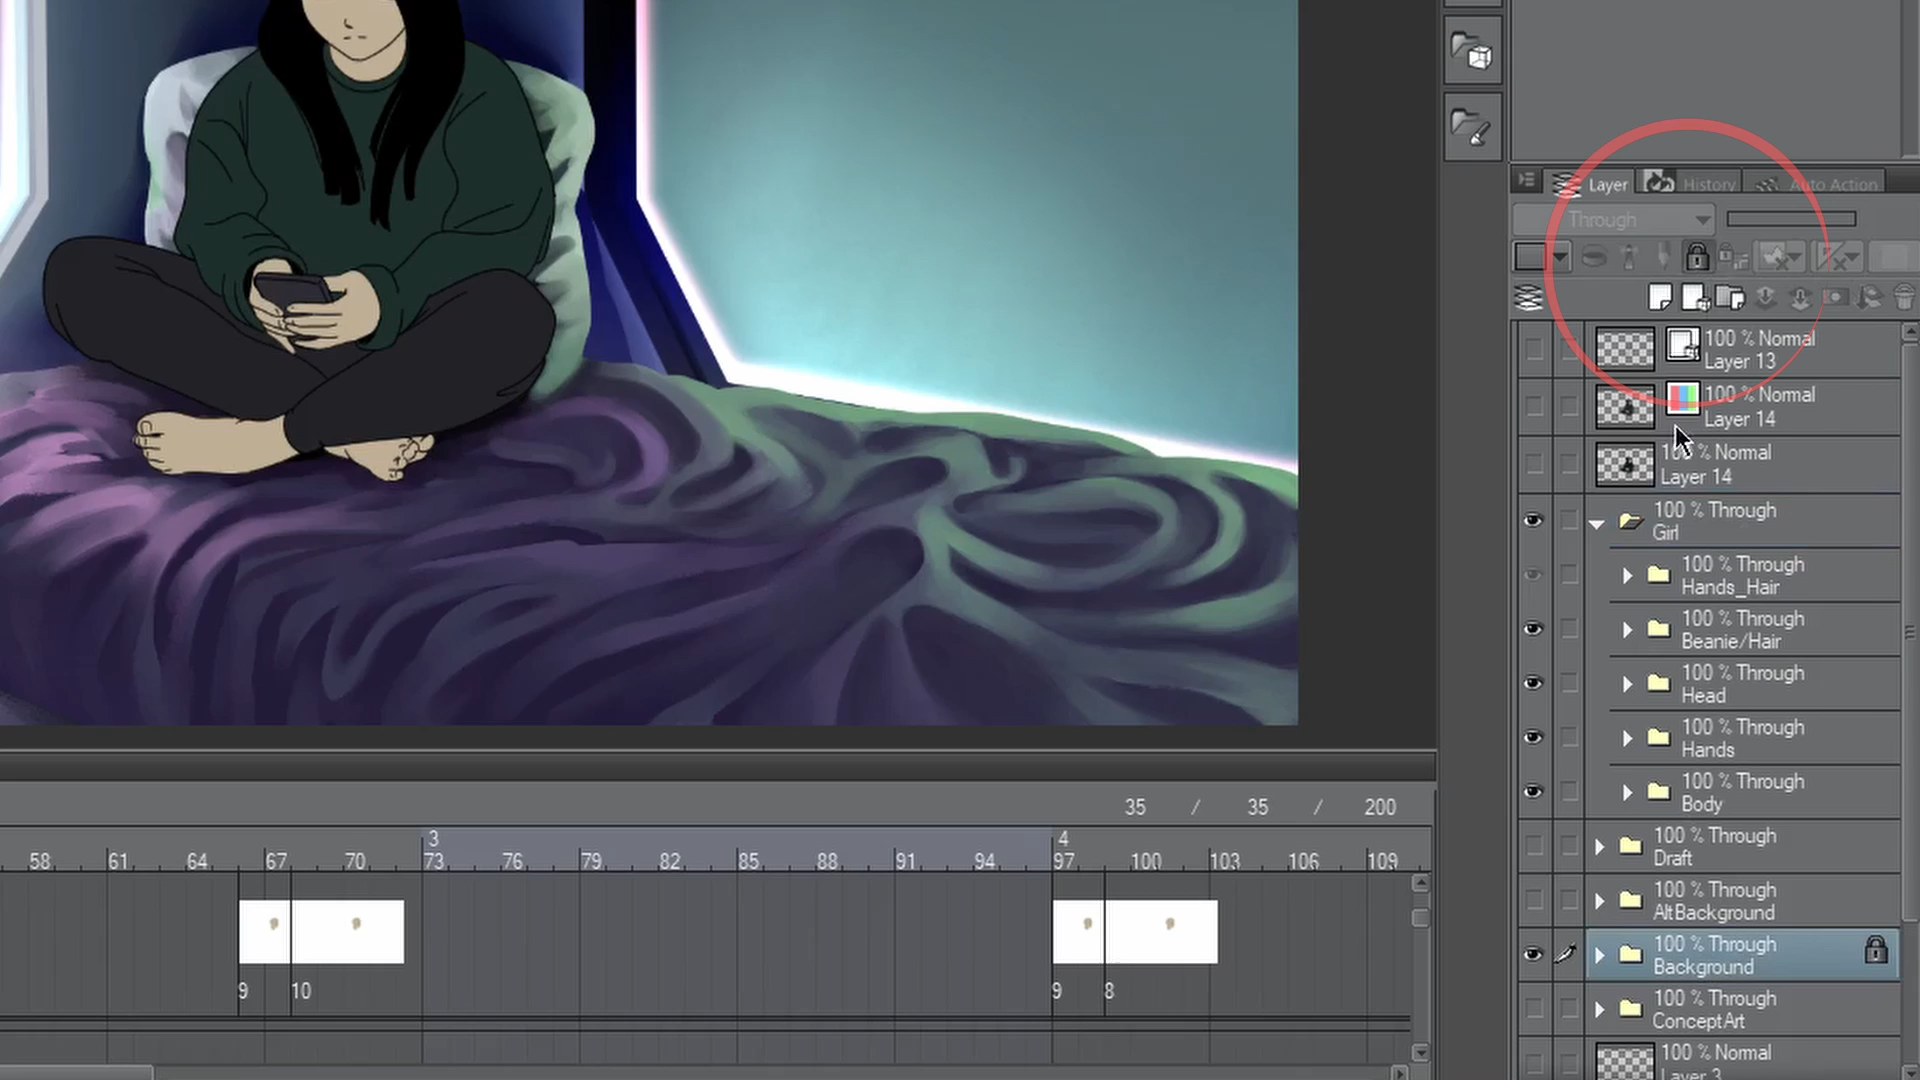 Layer History Auto Action
Through
100 % Normal
Layer 13
100 % Normal
Layer 14
100 % Normal
Layer 14
100 % Through
Girl
100 % Through
Hands_Hair
100 % Through
Beanie/Hair
100 % Through
Head
100 % Through
Hands
100 % Through
Body
100 % Through
Draft
100 % Through
AltBackground
100 % Through
Background
100 % Through
ConceptArt
100 % Normal
Layer 3
35 / 35 / 200
3 4
58 61 64 67 70 73 76 79 82 85 88 91 94 97 100 103 106 109
9 10 9 8